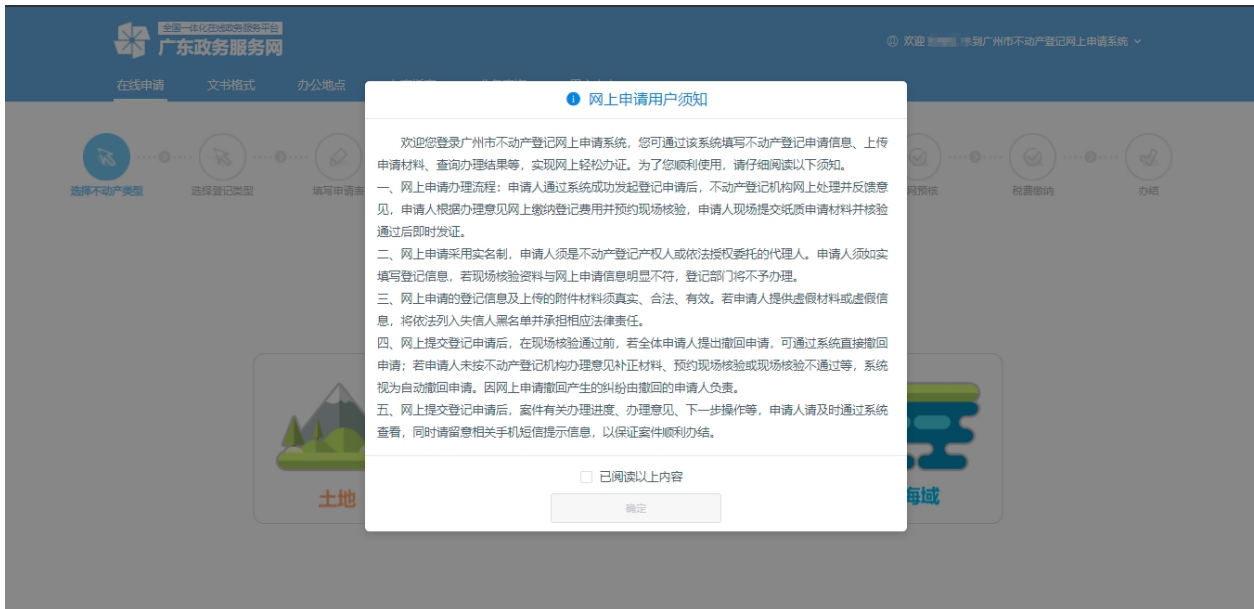 全国一体化在线政务服务平台
广东政务服务网
欢迎
到广州市不动产登记网上申请系统
在线申请 文书格式 办公地点
网上申请用户须知
欢迎您登录广州市不动产登记网上申请系统，您可通过该系统填写不动产登记申请信息、上传
申请材料、查询办理结果等，实现网上轻松办证。为了您顺利使用，请仔细阅读以下须知。
一、网上申请办理流程：申请人通过系统成功发起登记申请后，不动产登记机构网上处理并反馈意
见，申请人根据办理意见网上缴纳登记费用并预约现场核验，申请人现场提交纸质申请材料并核验
通过后即时发证。
二、网上申请采用实名制，申请人须是不动产登记产权人或依法授权委托的代理人。申请人须如实
填写登记信息，若现场核验资料与网上申请信息明显不符，登记部门将不予办理。
三、网上申请的登记信息及上传的附件材料须真实、合法、有效。若申请人提供虚假材料或虚假信
息，将依法列入失信人黑名单并承担相应法律责任。
四、网上提交登记申请后，在现场核验通过前，若全体申请人提出撤回申请，可通过系统直接撤回
申请；若申请人未按不动产登记机构办理意见补正材料、预约现场核验或现场核验不通过等，系统
视为自动撤回申请。因网上申请撤回产生的纠纷由撤回的申请人负责。
五、网上提交登记申请后，案件有关办理进度、办理意见、下一步操作等，申请人请及时通过系统
查看，同时请留意相关手机短信提示信息，以保证案件顺利办结。
已阅读以上内容
确定
选择不动产类型 选择登记类型 填写申请表 网预核 税费缴纳 办结
土地 海域